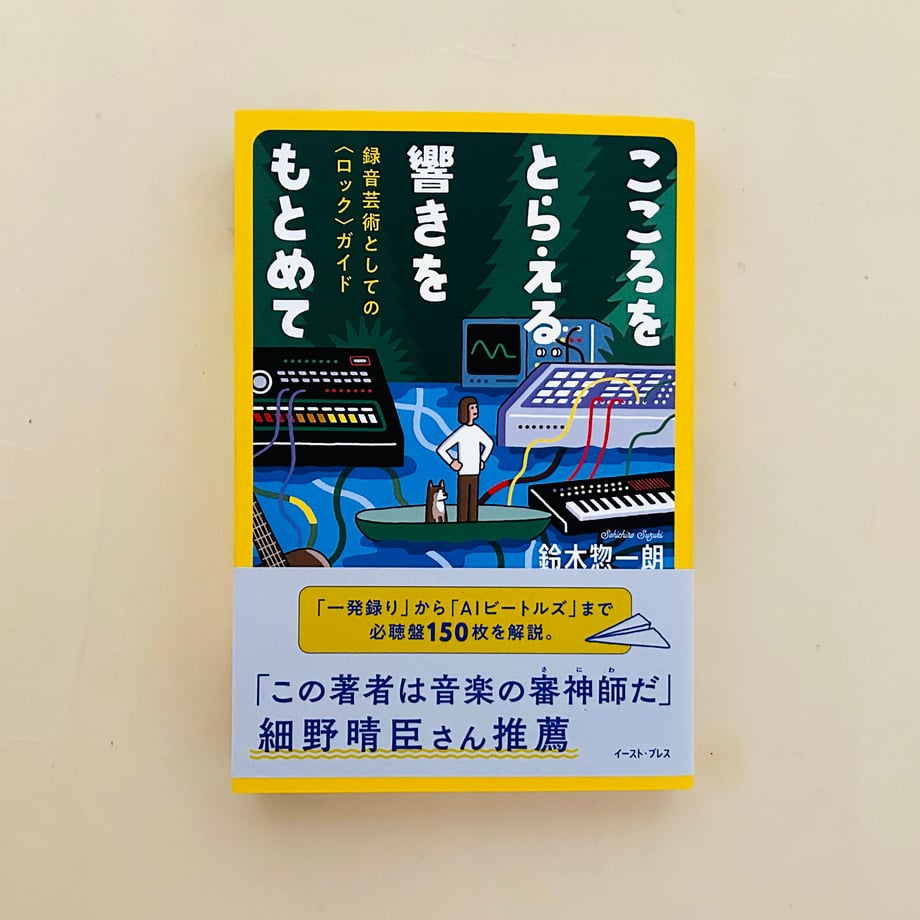 こころを
とらえる
響きを
もとめて
録音芸術としての
〈ロック〉ガイド
Sohichiro Suzuki
鈴木惣一朗
「一発録り」から「AIビートルズ」まで
必聴盤150枚を解説。
さにわ
「この著者は音楽の審神師だ」
細野晴臣さん推薦
イースト・プレス